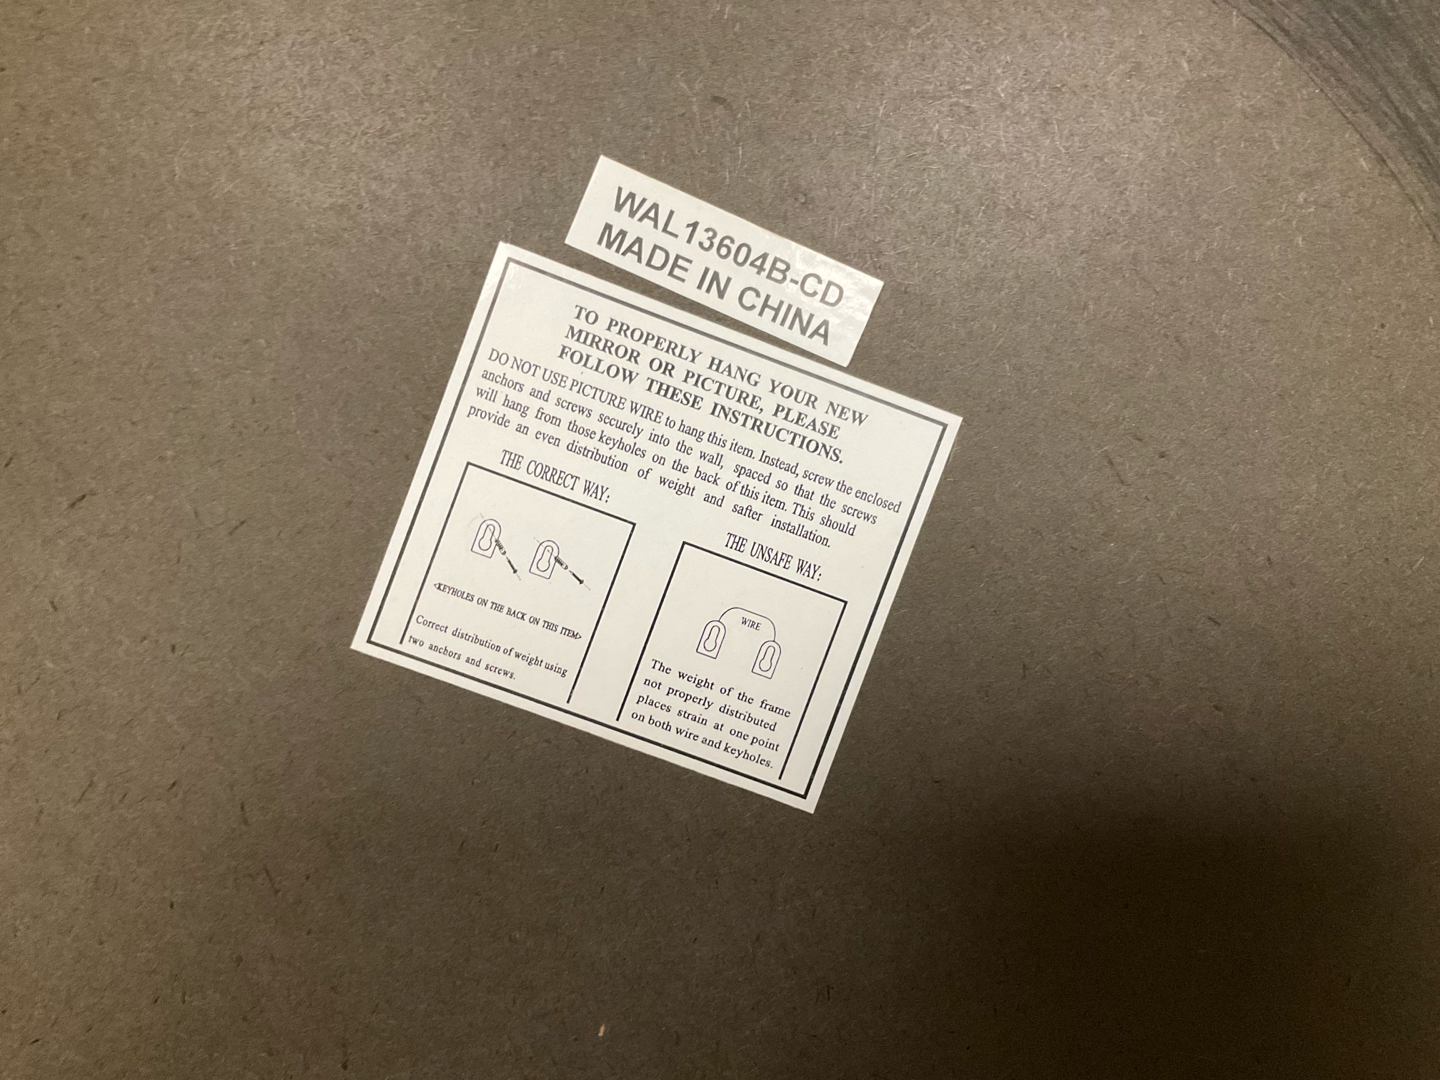 WAL13604B-CD
MADE IN CHINA
TO PROPERLY HANG YOUR NEW
MIRROR OR PICTURE, PLEASE
FOLLOW THESE INSTRUCTIONS.
DO NOT USE PICTURE WIRE to hang this item. Instead, screw the enclosed
anchors and screws securely into the wall, spaced so that the screws
will hang from those keyholes on the back of this item. This should
provide an even distribution of weight and safter installation.
THE CORRECT WAY:
<KEYHOLES ON THE BACK ON THIS ITEM>
Correct distribution of weight using
two anchors and screws.
THE UNSAFE WAY:
WIRE
The weight of the frame
not properly distributed
places strain at one point
on both wire and keyholes.